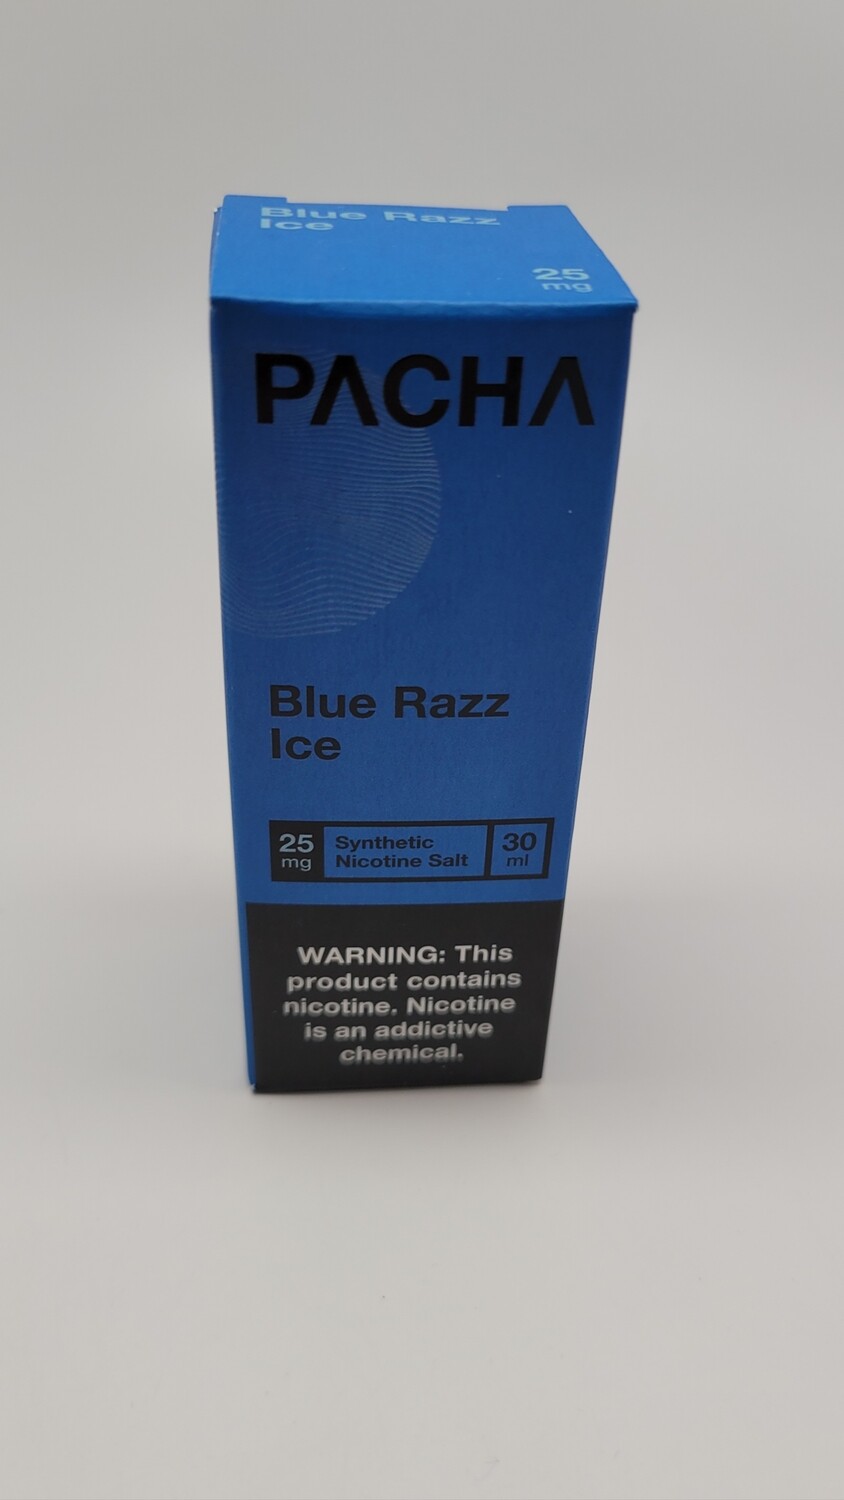 Blue Razz
Ice
25
mg
PACHA
Blue Razz
Ice
25
mg
Synthetic
Nicotine Salt
30
ml
WARNING: This
product contains
nicotine. Nicotine
is an addictive
chemical.